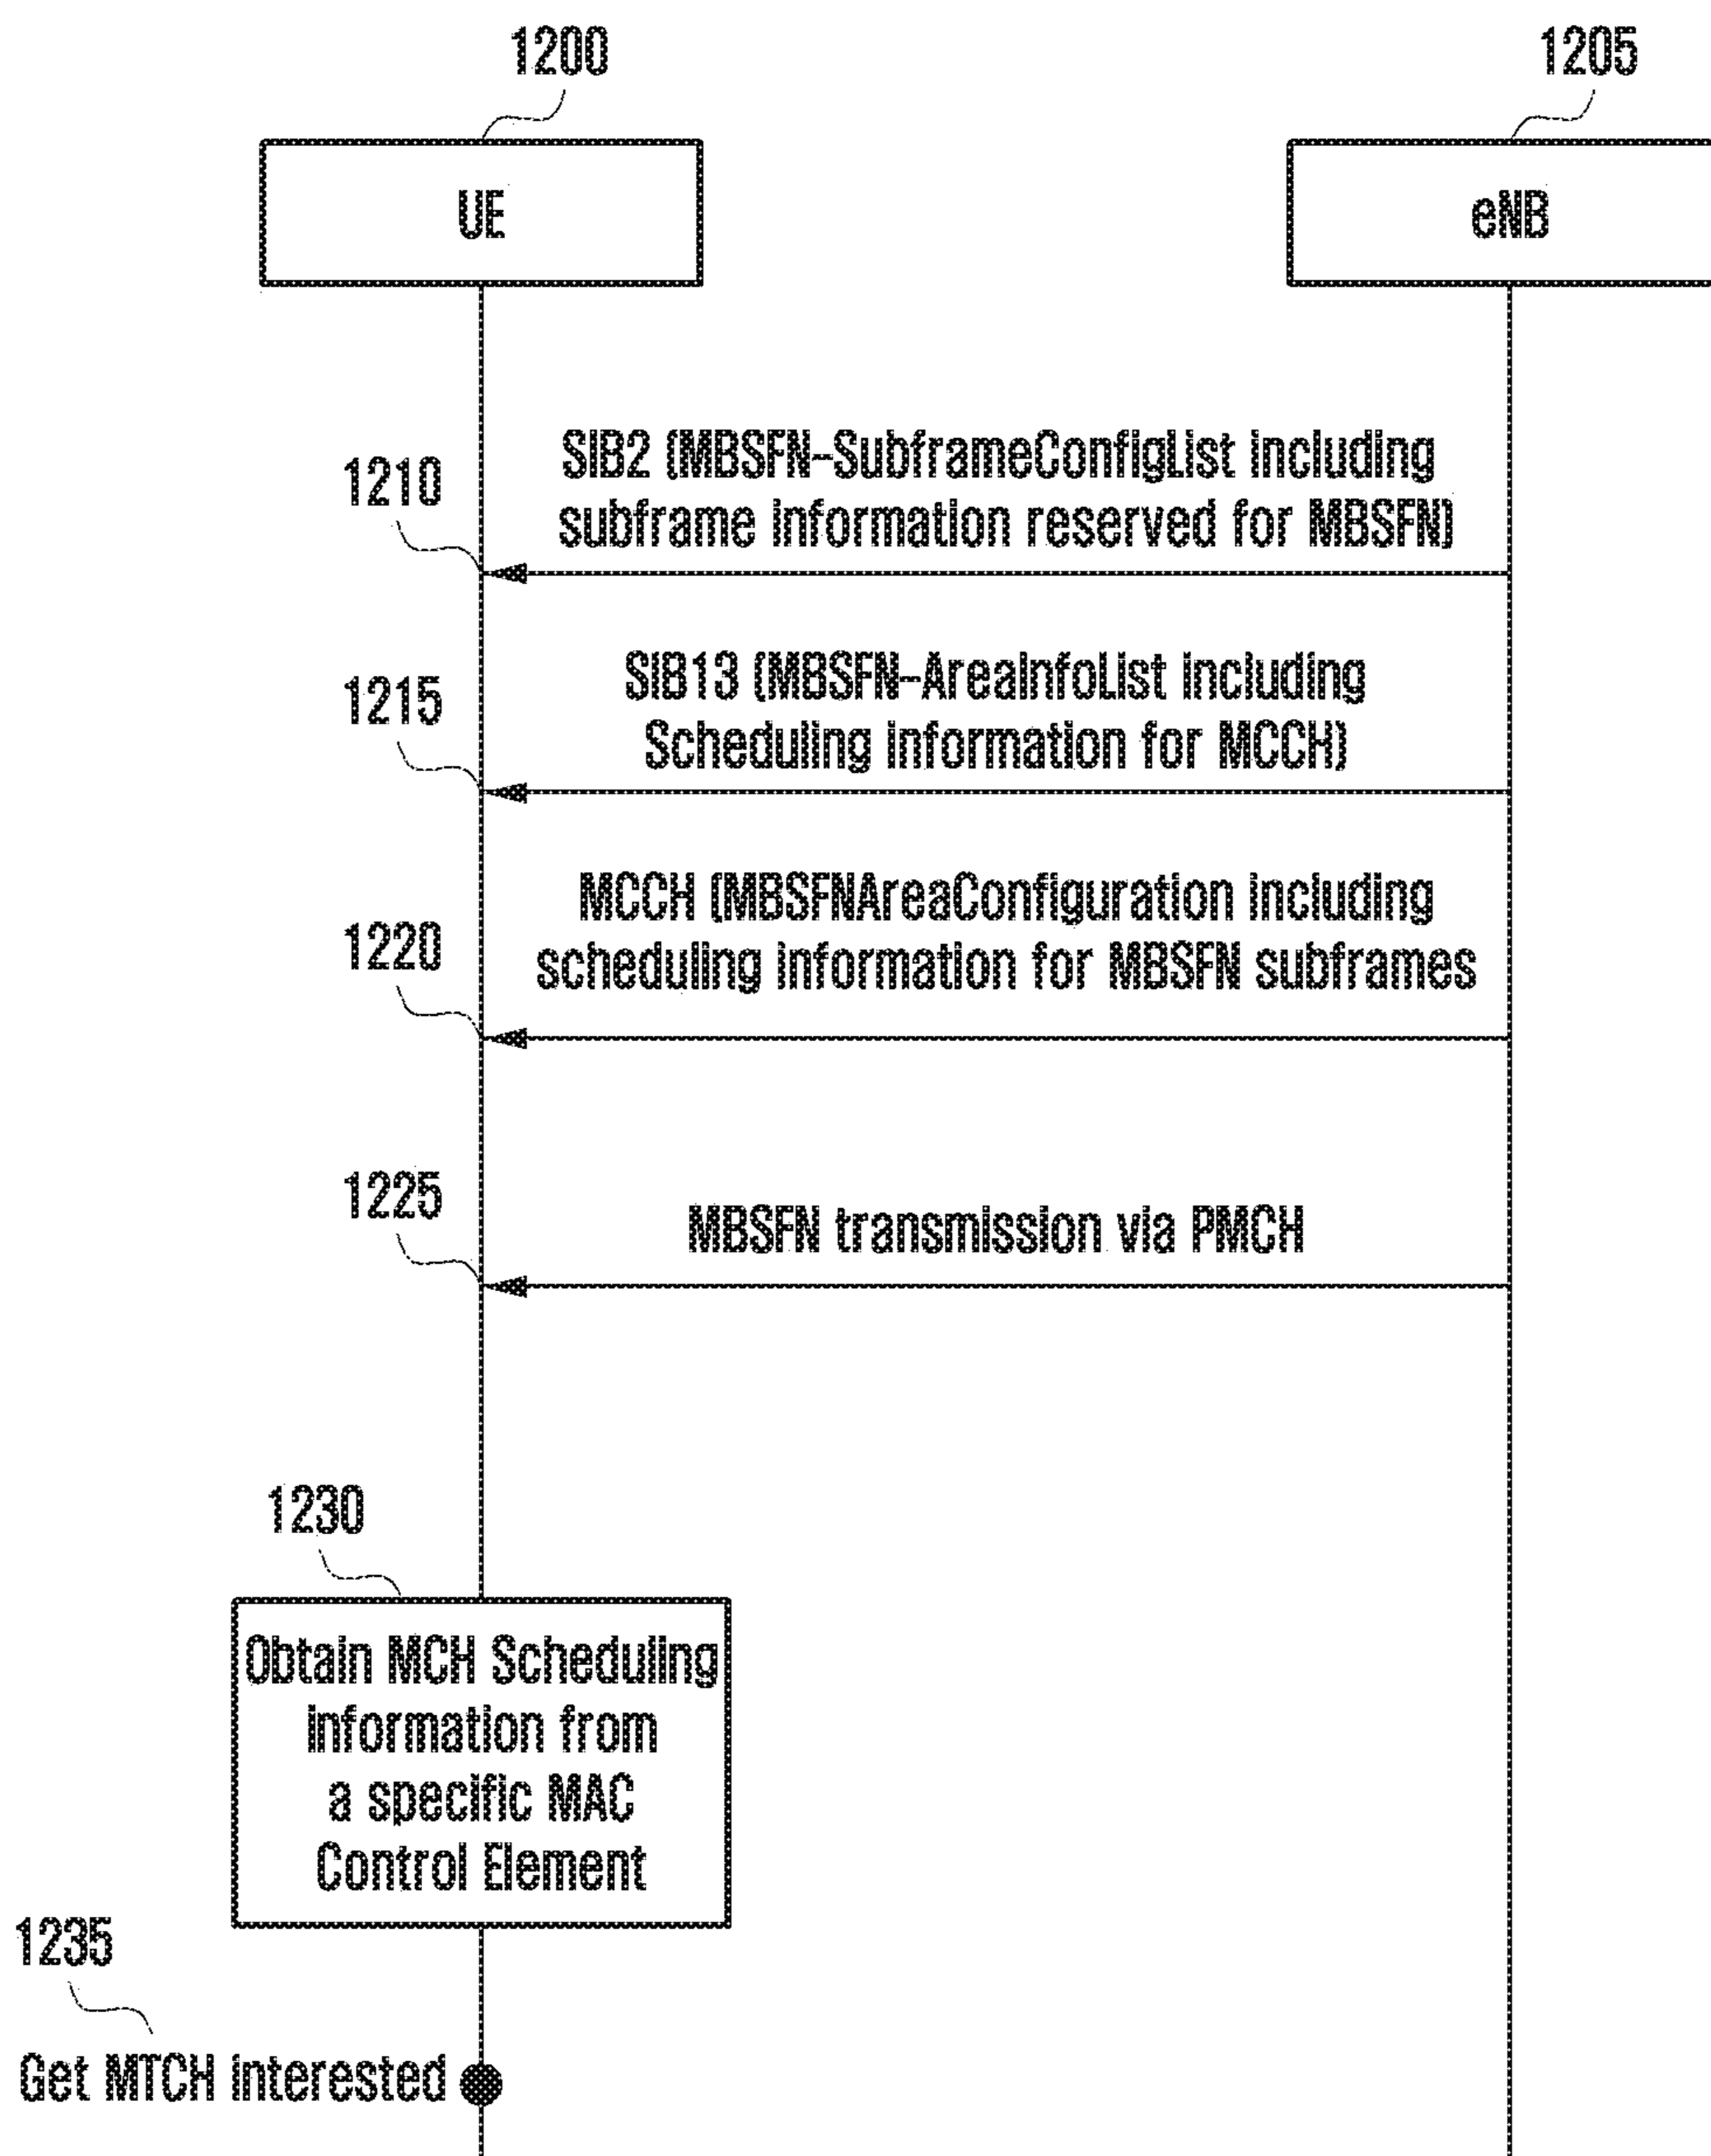 1200
1205
UE
eNB
SIB2 (MBSFN-SubframeConfigList including
subframe information reserved for MBSFN)
1210
SIB13 (MBSFN-AreaInfoList including
Scheduling information for MCCH)
1215
MCCH (MBSFNAreaConfiguration including
scheduling information for MBSFN subframes
1220
1225
MBSFN transmission via PMCH
1230
Obtain MCH Scheduling
information from
a specific MAC
Control Element
1235
Get MTCH interested